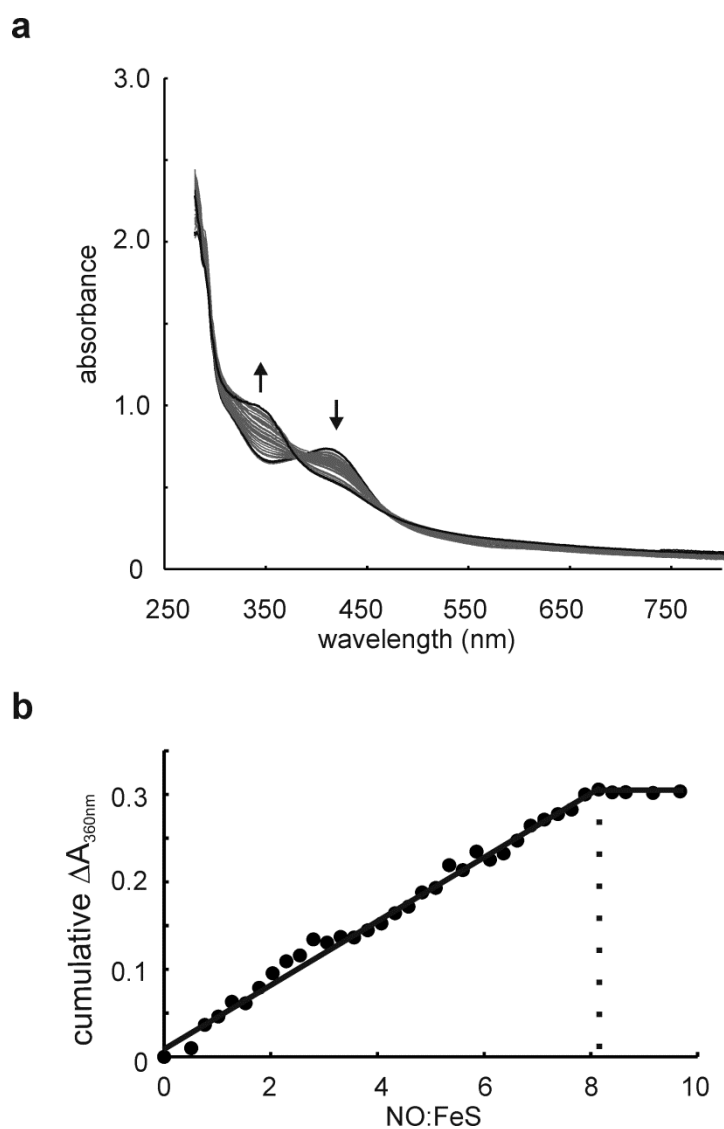 a
3.0
2.0
1.0
0
absorbance
250 350 450 550 650 750
wavelength (nm)
b
0.3
0.2
0.1
0
cumulative ΔA360nm
0 2 4 6 8 10
NO:FeS